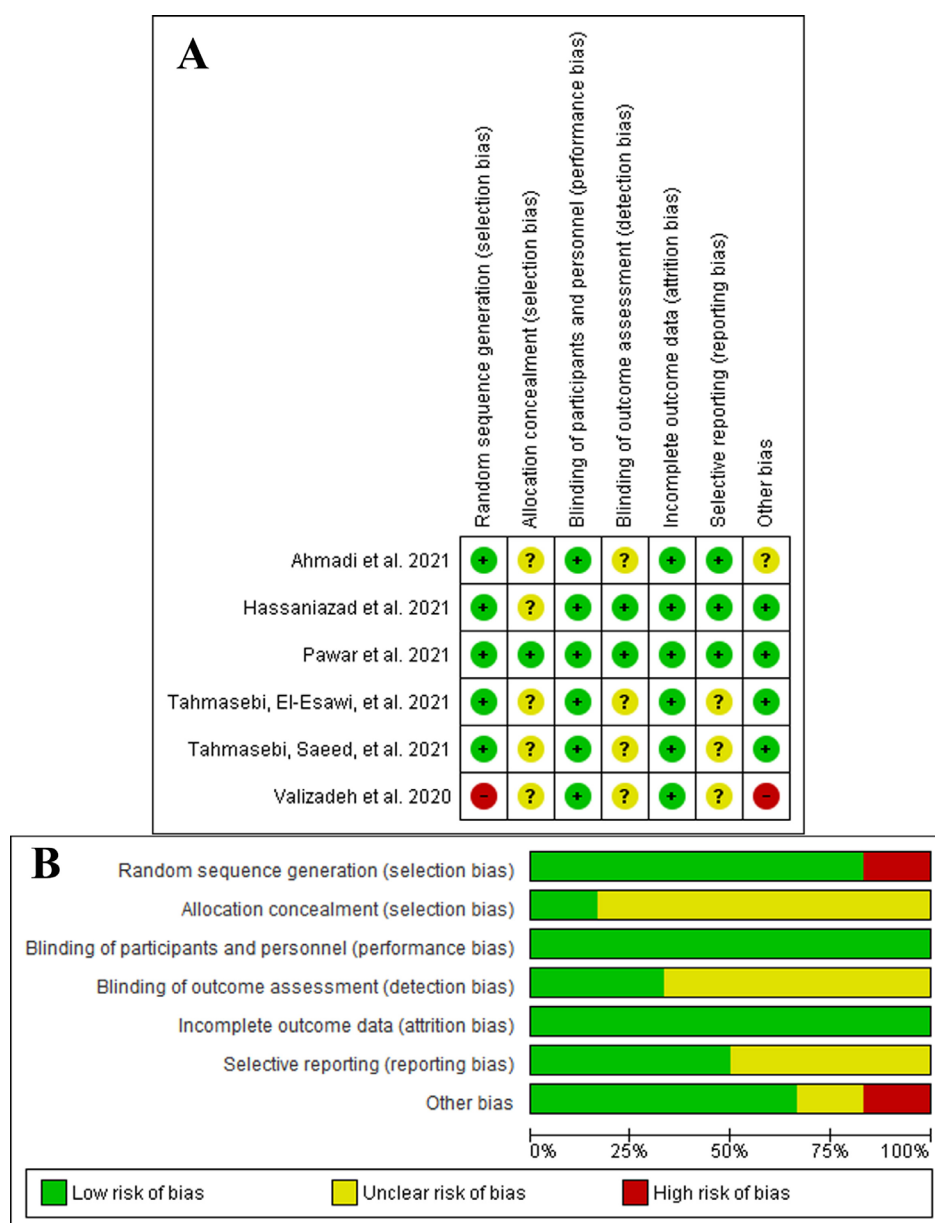 A
Random sequence generation (selection bias)
Allocation concealment (selection bias)
Blinding of participants and personnel (performance bias)
Blinding of outcome assessment (detection bias)
Incomplete outcome data (attrition bias)
Selective reporting (reporting bias)
Other bias
Ahmadi et al. 2021 + ? + ? + + ?
Hassaniazad et al. 2021 + ? + + + + +
Pawar et al. 2021 + + + + + + +
Tahmasebi, El-Esawi, et al. 2021 + ? + ? + ? +
Tahmasebi, Saeed, et al. 2021 + ? + ? + ? +
Valizadeh et al. 2020 - ? + ? + ? -
B
Random sequence generation (selection bias)
Allocation concealment (selection bias)
Blinding of participants and personnel (performance bias)
Blinding of outcome assessment (detection bias)
Incomplete outcome data (attrition bias)
Selective reporting (reporting bias)
Other bias
0% 25% 50% 75% 100%
Low risk of bias Unclear risk of bias High risk of bias